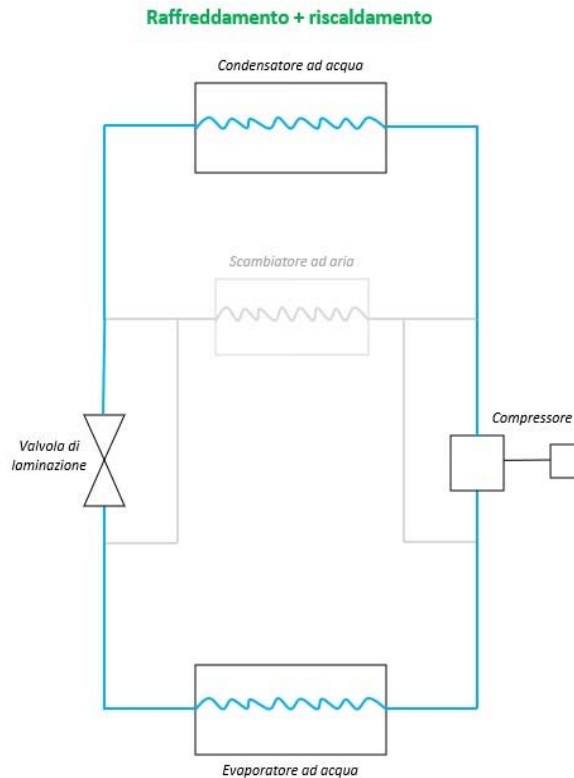 Raffreddamento + riscaldamento
Condensatore ad acqua
Scambiatore ad aria
Compressore
Valvola di
laminazione
Evaporatore ad acqua